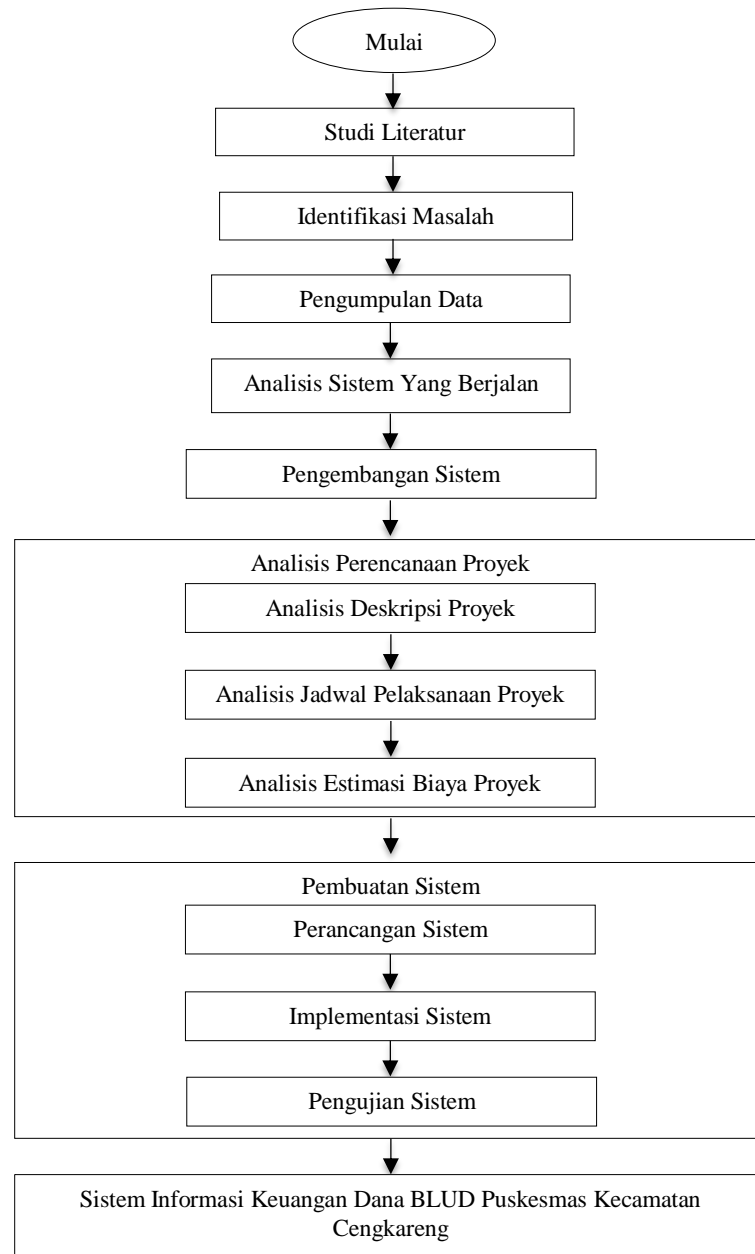 Mulai
Studi Literatur
Identifikasi Masalah
Pengumpulan Data
Analisis Sistem Yang Berjalan
Pengembangan Sistem
Analisis Perencanaan Proyek
Analisis Deskripsi Proyek
Analisis Jadwal Pelaksanaan Proyek
Analisis Estimasi Biaya Proyek
Pembuatan Sistem
Perancangan Sistem
Implementasi Sistem
Pengujian Sistem
Sistem Informasi Keuangan Dana BLUD Puskesmas Kecamatan
Cengkareng